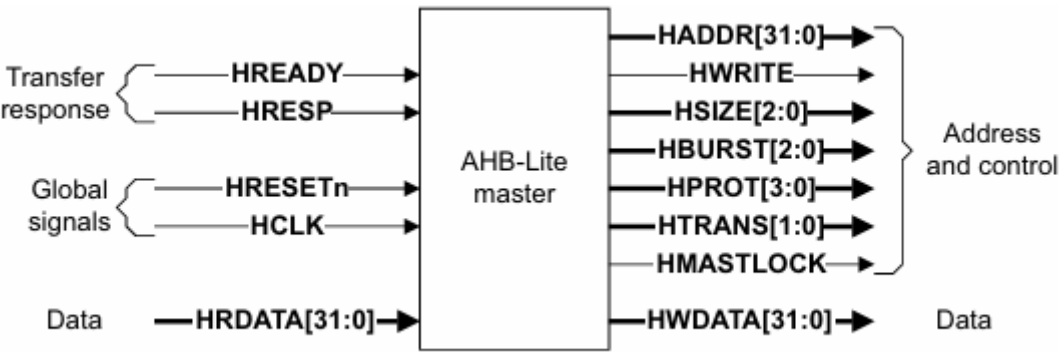 Transfer
response
HREADY
HRESP
Global
signals
HRESETn
HCLK
Data
HRDATA[31:0]
AHB-Lite
master
HADDR[31:0]
HWRITE
HSIZE[2:0]
HBURST[2:0]
HPROT[3:0]
HTRANS[1:0]
HMASTLOCK
Address
and control
HWDATA[31:0]
Data